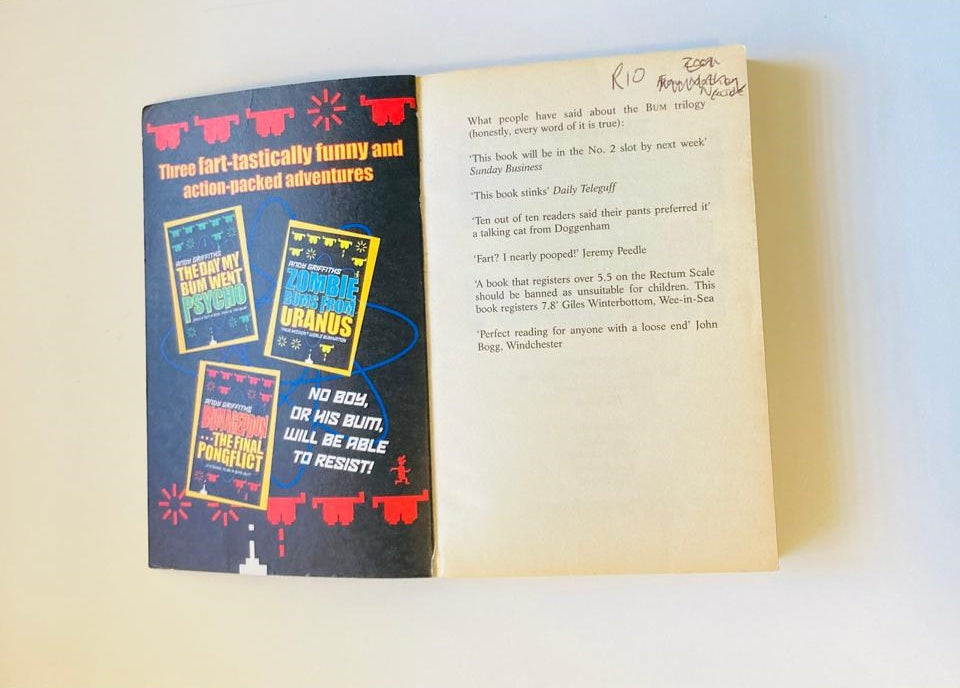 Three fart-tastically funny and
action-packed adventures
ANDY GRIFFITHS
THE DAY MY
BUM WENT
PSYCHO
ANDY GRIFFITHS
ZOMBIE
BUMS FROM
URANUS
ANDY GRIFFITHS
BUMAGEDDON
...THE FINAL
PONGFLICT
NO BOY,
OR HIS BUM,
WILL BE ABLE
TO RESIST!
R10
What people have said about the BUM trilogy
(honestly, every word of it is true):
‘This book will be in the No. 2 slot by next week’
Sunday Business
‘This book stinks’ Daily Teleguff
‘Ten out of ten readers said their pants preferred it’
a talking cat from Doggenham
‘Fart? I nearly pooped!’ Jeremy Peedle
‘A book that registers over 5.5 on the Rectum Scale
should be banned as unsuitable for children. This
book registers 7.8’ Giles Winterbottom, Wee-in-Sea
‘Perfect reading for anyone with a loose end’ John
Bogg, Windchester